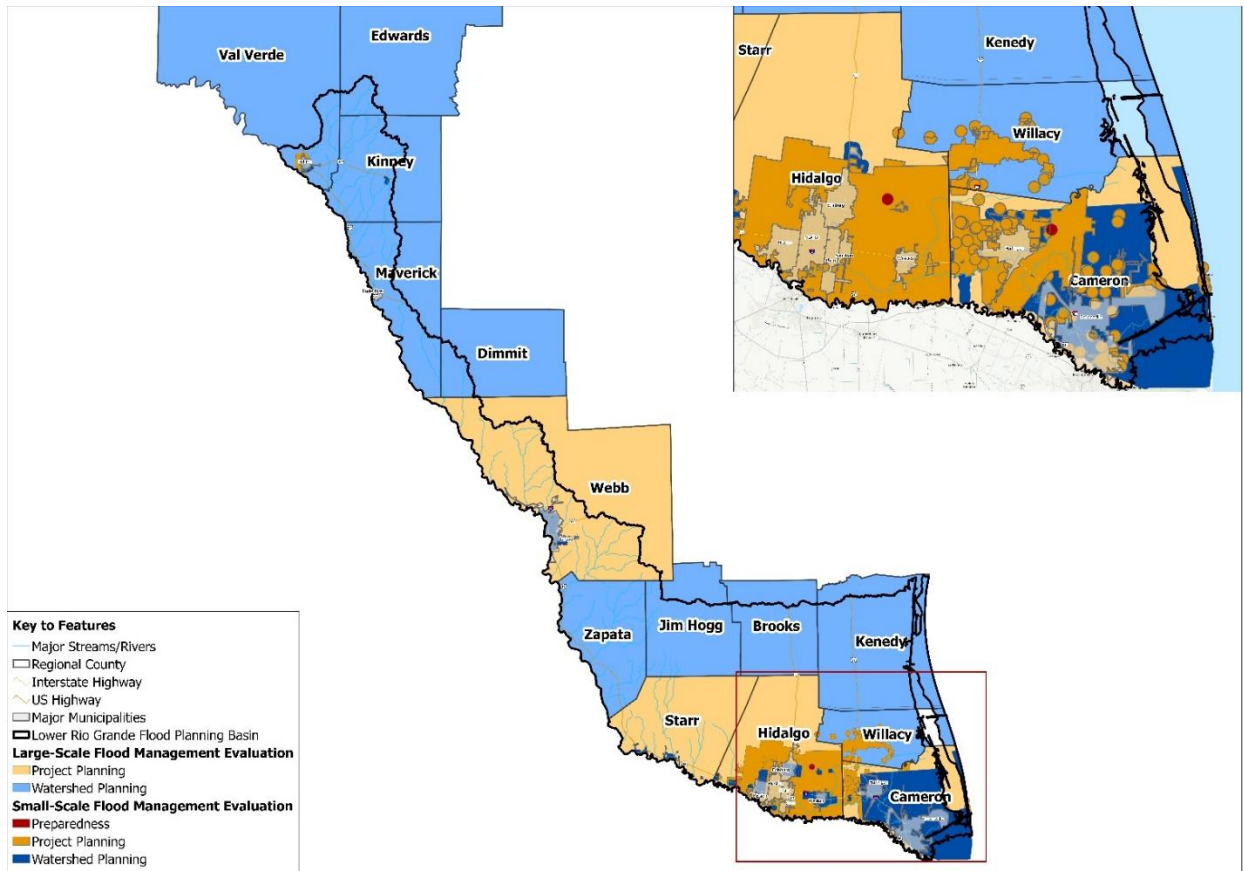 Val Verde
Edwards
Kinney
Maverick
Dimmit
Webb
Zapata
Jim Hogg
Brooks
Kenedy
Starr
Hidalgo
Willacy
Cameron
Starr
Kenedy
Willacy
Hidalgo
Cameron
Key to Features
Major Streams/Rivers
Regional County
Interstate Highway
US Highway
Major Municipalities
Lower Rio Grande Flood Planning Basin
Large-Scale Flood Management Evaluation
Project Planning
Watershed Planning
Small-Scale Flood Management Evaluation
Preparedness
Project Planning
Watershed Planning